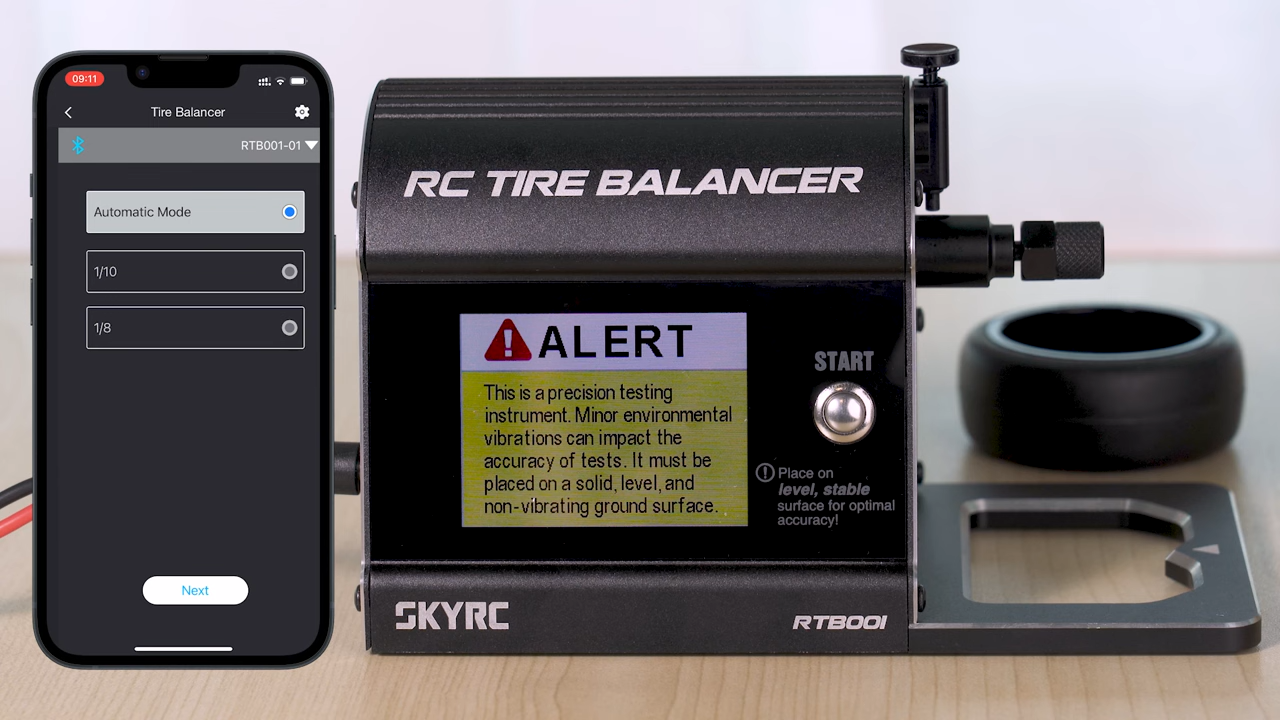 09:11
Tire Balancer
RTB001-01
Automatic Mode
1/10
1/8
Next
RC TIRE BALANCER
ALERT
This is a precision testing
instrument. Minor environmental
vibrations can impact the
accuracy of tests. It must be
placed on a solid, level, and
non-vibrating ground surface.
START
Place on
level, stable
surface for optimal
accuracy!
SKYRC
RTB001